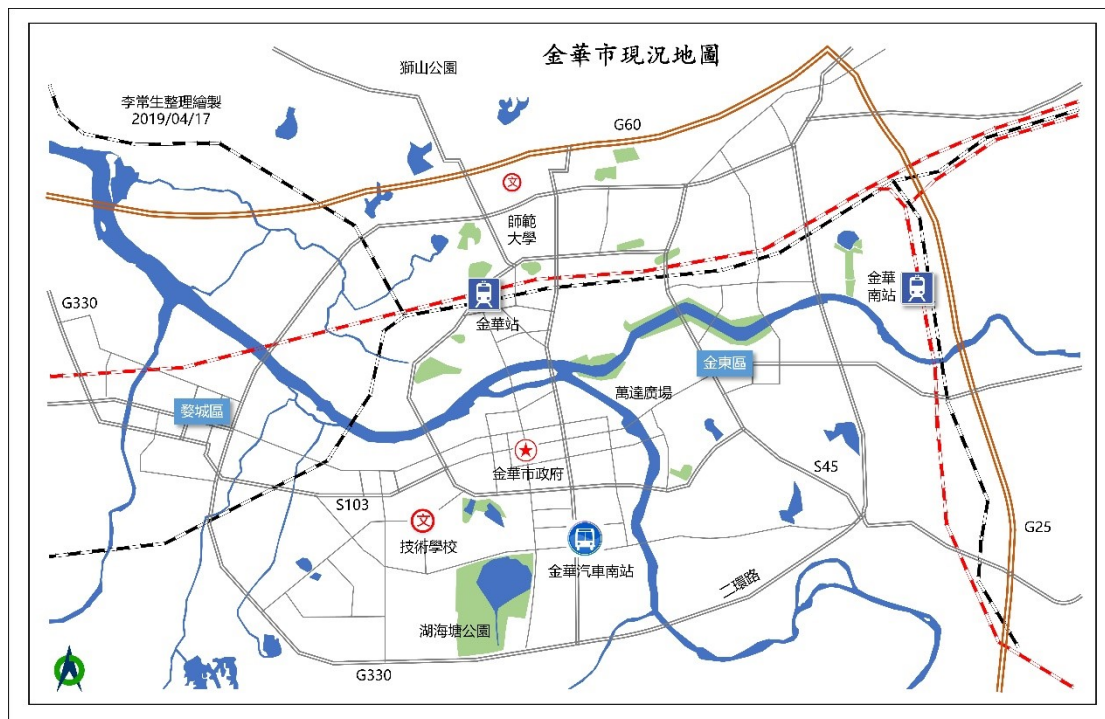 金華市現況地圖
獅山公園
李常生整理繪製
2019/04/17
G60
文
師範
大學
G330
金華站
金華
南站
金東區
萬達廣場
婺城區
金華市政府
S45
S103
文
技術學校
G25
金華汽車南站
二環路
湖海塘公園
G330